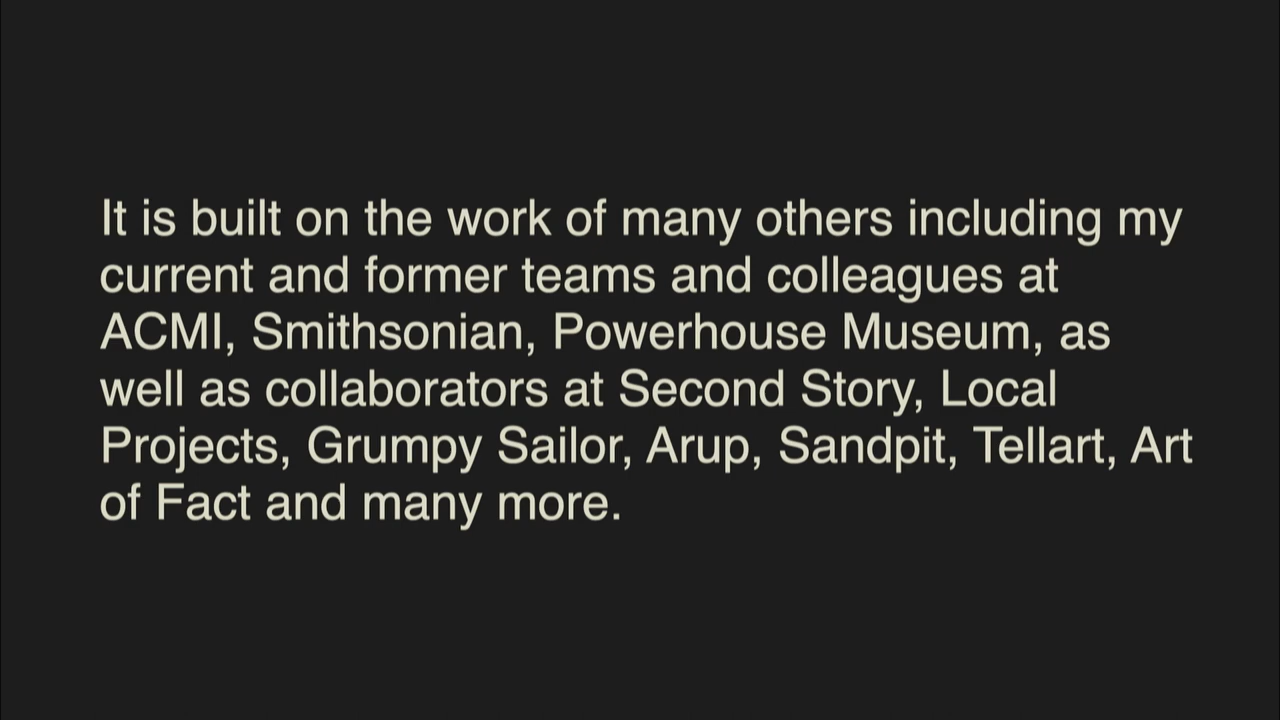 It is built on the work of many others including my
current and former teams and colleagues at
ACMI, Smithsonian, Powerhouse Museum, as
well as collaborators at Second Story, Local
Projects, Grumpy Sailor, Arup, Sandpit, Tellart, Art
of Fact and many more.